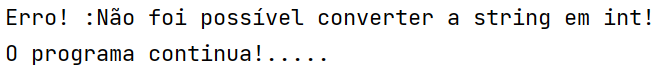 Erro! :Não foi possível converter a string em int!
O programa continua!.....